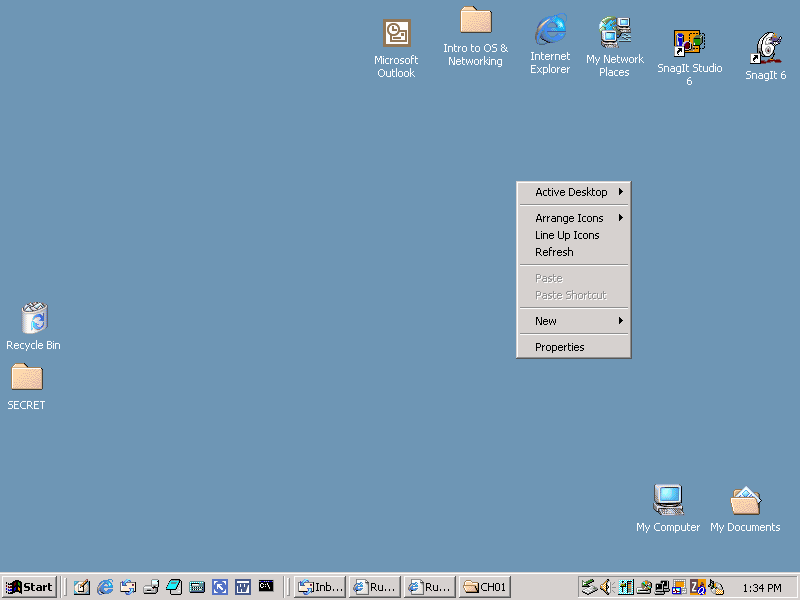 Microsoft
Outlook
Intro to OS &
Networking
Internet
Explorer
My Network
Places
SnagIt Studio
6
SnagIt 6
Active Desktop
Arrange Icons
Line Up Icons
Refresh
Paste
Paste Shortcut
New
Properties
Recycle Bin
SECRET
My Computer
My Documents
Start
C:\
Inb...
Ru...
Ru...
CH01
1:34 PM